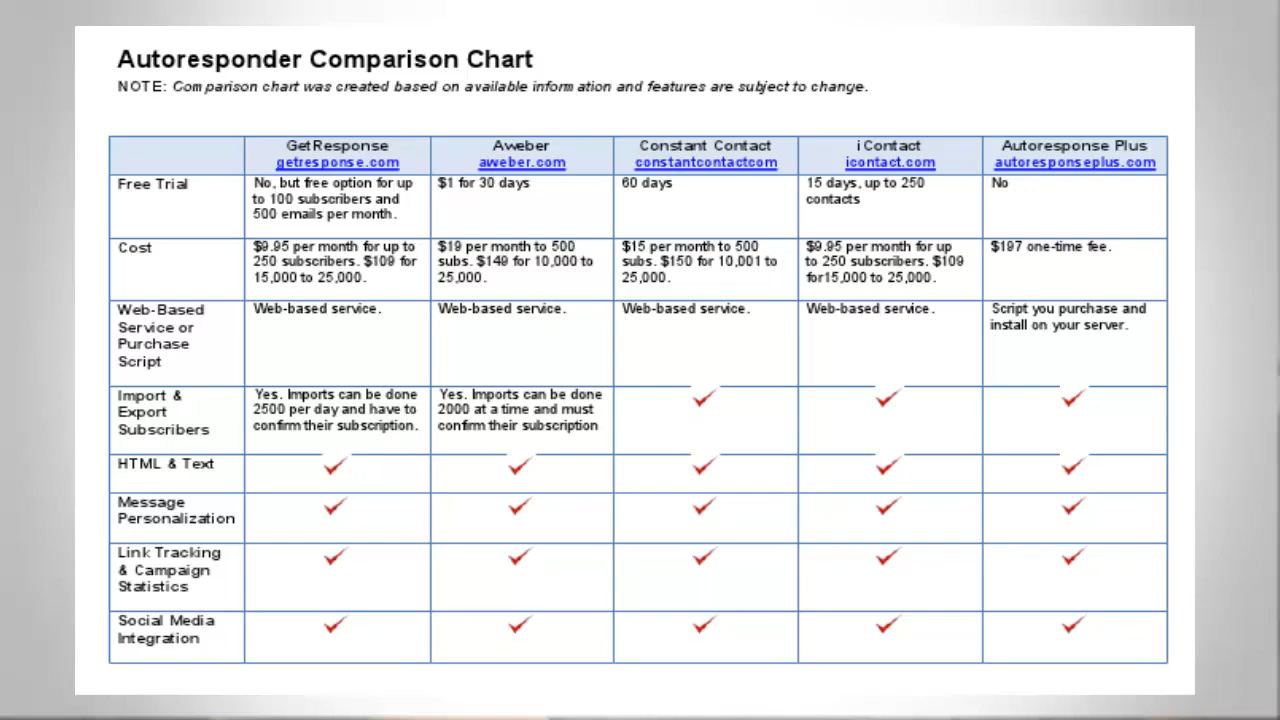 Autoresponder Comparison Chart
NOTE: Comparison chart was created based on available information and features are subject to change.
GetResponse
getresponse.com
Aweber
aweber.com
Constant Contact
constantcontactcom
iContact
icontact.com
Autoresponse Plus
autoresponseplus.com
Free Trial
No, but free option for up
to 100 subscribers and
500 emails per month.
$1 for 30 days
60 days
15 days, up to 250
contacts
No
Cost
$9.95 per month for up to
250 subscribers. $109 for
15,000 to 25,000.
$19 per month to 500
subs. $149 for 10,000 to
25,000.
$15 per month to 500
subs. $150 for 10,001 to
25,000.
$9.95 per month for up
to 250 subscribers. $109
for15,000 to 25,000.
$197 one-time fee.
Web-Based
Service or
Purchase
Script
Web-based service.
Web-based service.
Web-based service.
Web-based service.
Script you purchase and
install on your server.
Import &
Export
Subscribers
Yes. Imports can be done
2500 per day and have to
confirm their subscription.
Yes. Imports can be done
2000 at a time and must
confirm their subscription
HTML & Text
Message
Personalization
Link Tracking
& Campaign
Statistics
Social Media
Integration